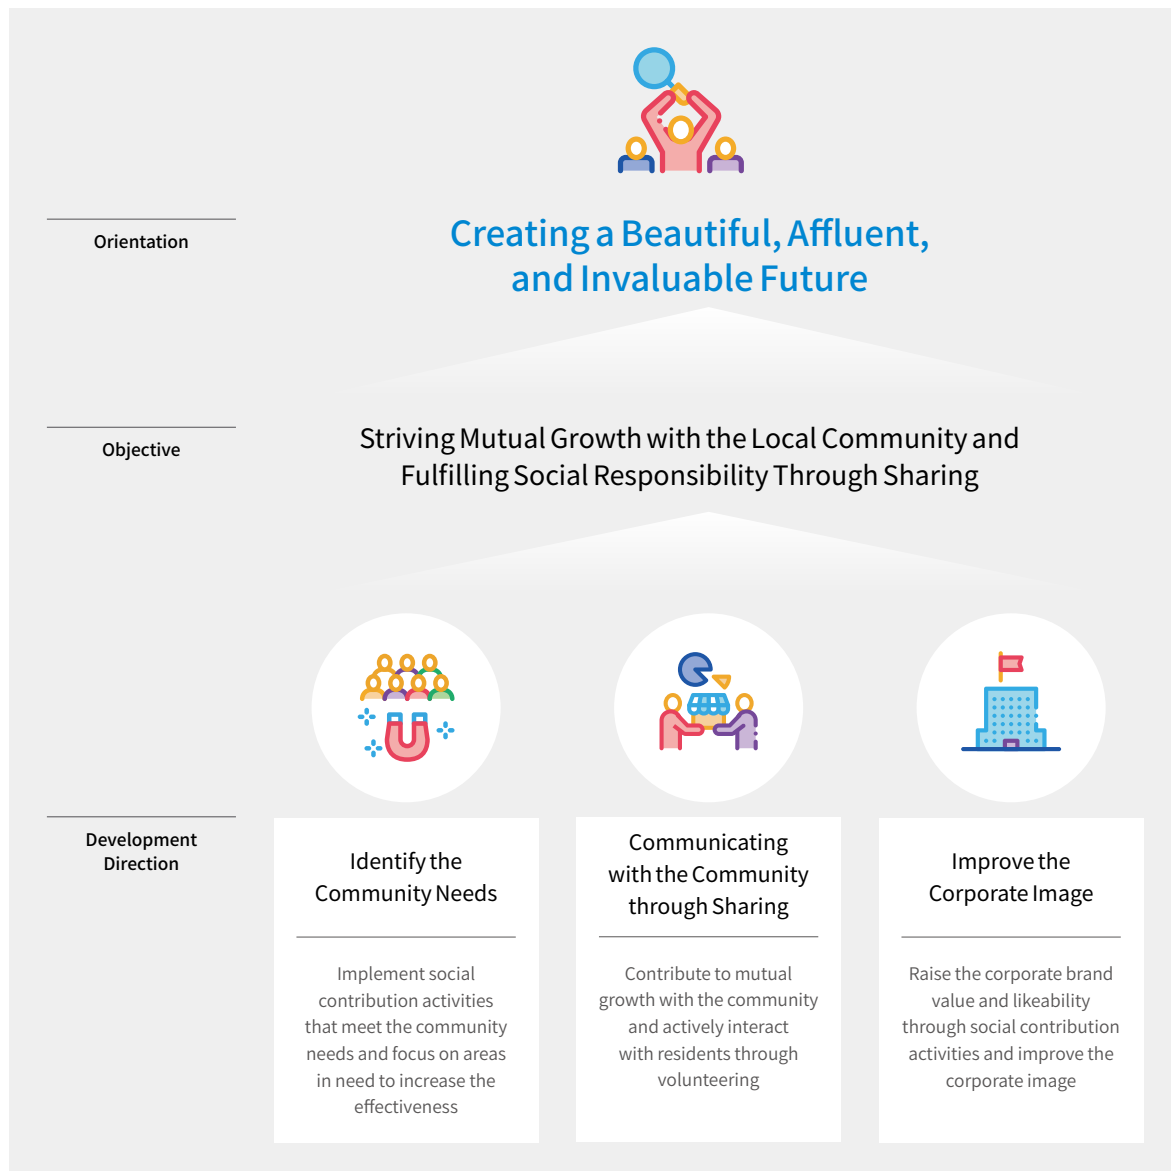 Orientation
Creating a Beautiful, Affluent,
and Invaluable Future
Objective
Striving Mutual Growth with the Local Community and
Fulfilling Social Responsibility Through Sharing
Development
Direction
Identify the
Community Needs
Implement social
contribution activities
that meet the community
needs and focus on areas
in need to increase the
effectiveness
Communicating
with the Community
through Sharing
Contribute to mutual
growth with the community
and actively interact
with residents through
volunteering
Improve the
Corporate Image
Raise the corporate brand
value and likeability
through social contribution
activities and improve the
corporate image